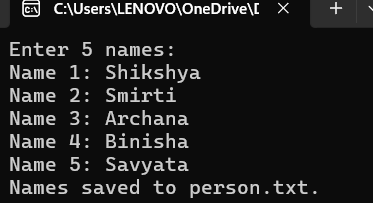 C:\Users\LENOVO\OneDrive\D
Enter 5 names:
Name 1: Shikshya
Name 2: Smirti
Name 3: Archana
Name 4: Binisha
Name 5: Savyata
Names saved to person.txt.